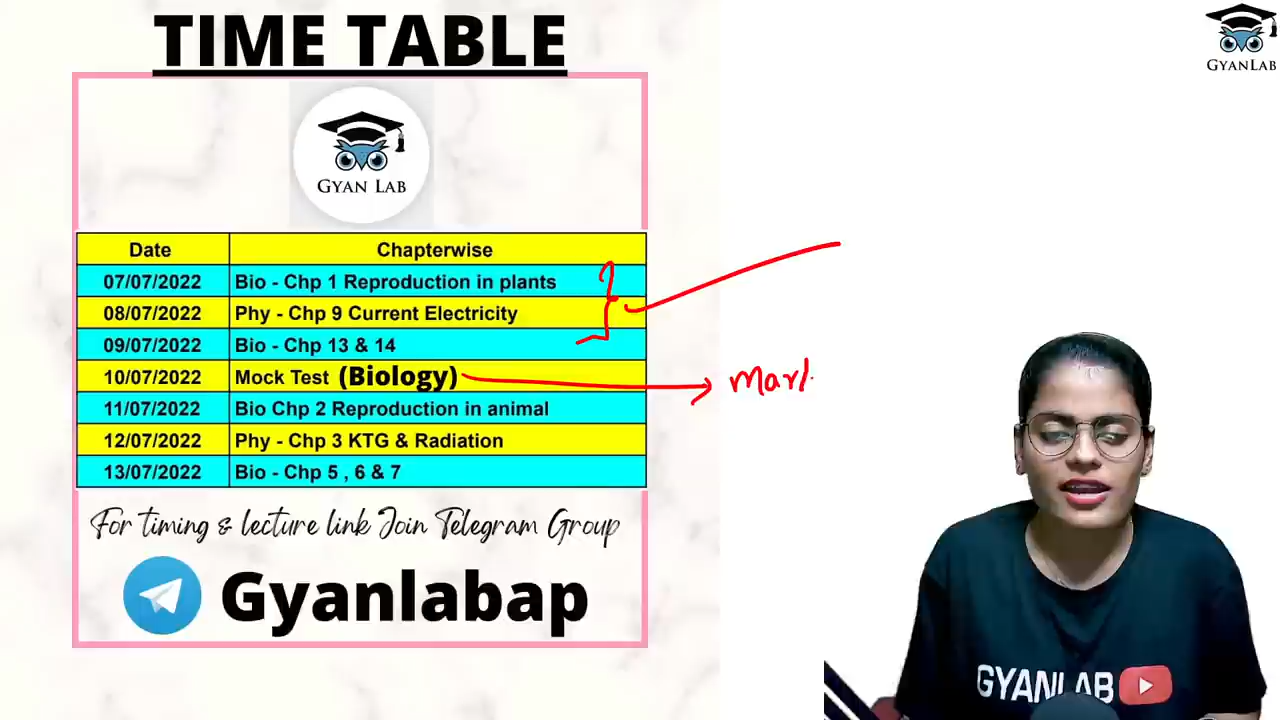 TIME TABLE
GYANLAB
GYAN LAB
Date Chapterwise
07/07/2022 Bio - Chp 1 Reproduction in plants
08/07/2022 Phy - Chp 9 Current Electricity
09/07/2022 Bio - Chp 13 & 14
10/07/2022 Mock Test (Biology)
11/07/2022 Bio Chp 2 Reproduction in animal
12/07/2022 Phy - Chp 3 KTG & Radiation
13/07/2022 Bio - Chp 5 , 6 & 7
For timing & lecture link Join Telegram Group
Gyanlabap
GYANLAB